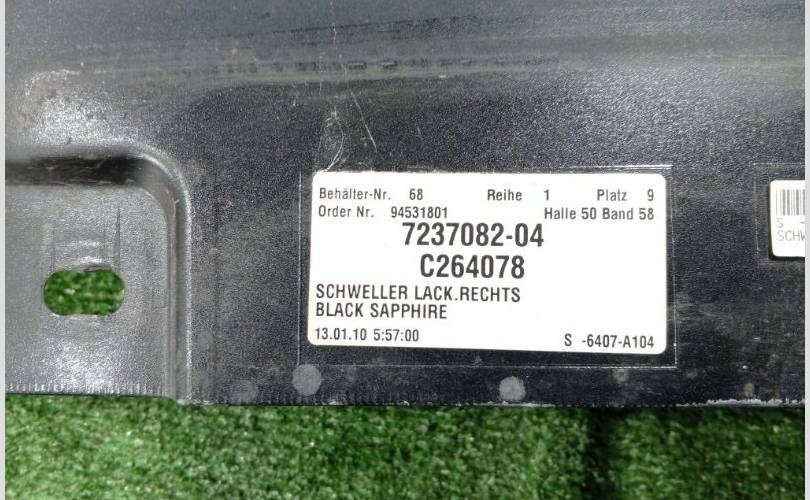 Behälter-Nr. 68 Reihe 1 Platz 9
Order Nr. 94531801 Halle 50 Band 58
7237082-04
C264078
SCHWELLER LACK.RECHTS
BLACK SAPPHIRE
13.01.10 5:57:00 S -6407-A104
S -